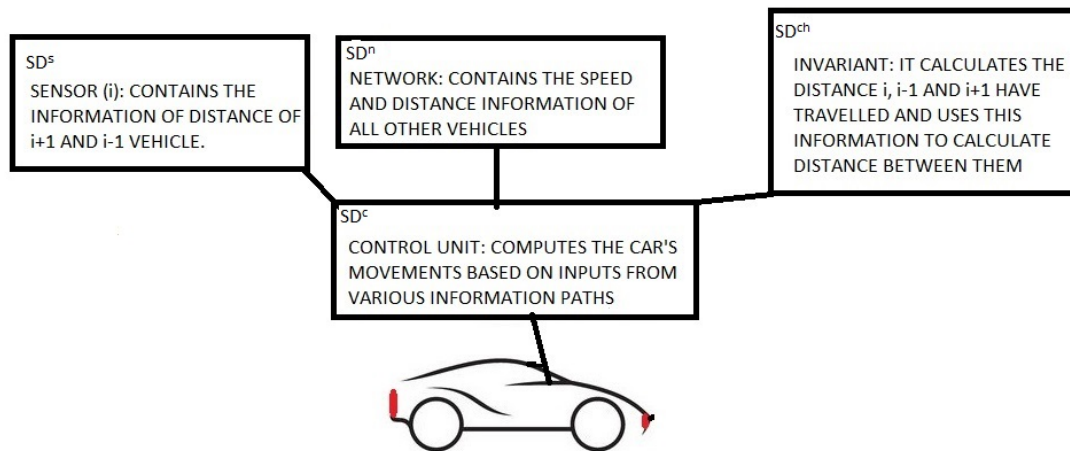 SDˢ
SENSOR (i): CONTAINS THE
INFORMATION OF DISTANCE OF
i+1 AND i-1 VEHICLE.
SDⁿ
NETWORK: CONTAINS THE SPEED
AND DISTANCE INFORMATION OF
ALL OTHER VEHICLES
SDᶜʰ
INVARIANT: IT CALCULATES THE
DISTANCE i, i-1 AND i+1 HAVE
TRAVELLED AND USES THIS
INFORMATION TO CALCULATE
DISTANCE BETWEEN THEM
SDᶜ
CONTROL UNIT: COMPUTES THE CAR'S
MOVEMENTS BASED ON INPUTS FROM
VARIOUS INFORMATION PATHS